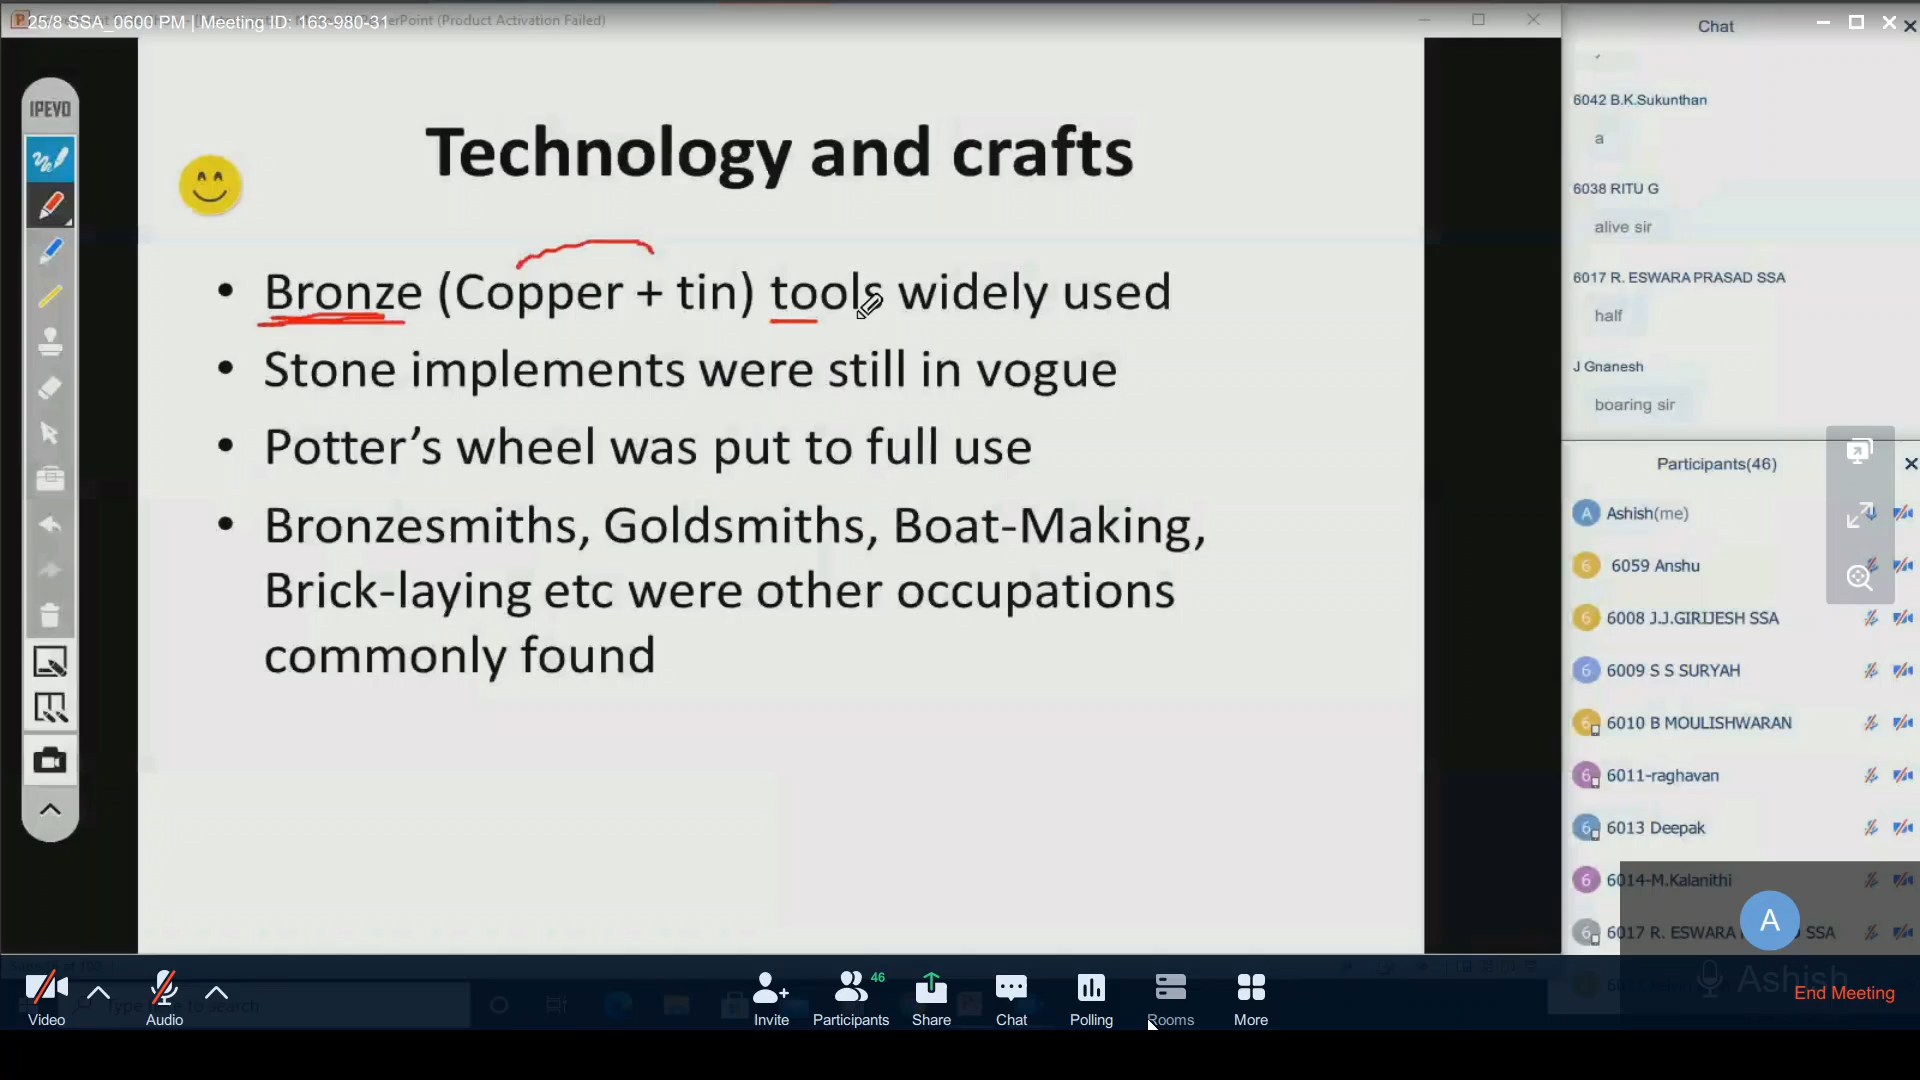 25/8 SSA_0600 PM | Meeting ID: 163-980-31
PowerPoint (Product Activation Failed)
IPEVO
Technology and crafts
• Bronze (Copper + tin) tools widely used
• Stone implements were still in vogue
• Potter’s wheel was put to full use
• Bronzesmiths, Goldsmiths, Boat-Making,
Brick-laying etc were other occupations
commonly found
Chat
6042 B.K.Sukunthan
a
6038 RITU G
alive sir
6017 R. ESWARA PRASAD SSA
half
J Gnanesh
boaring sir
Participants(46)
A Ashish(me)
6 6059 Anshu
6 6008 J.J.GIRIJESH SSA
6 6009 S S SURYAH
6 6010 B MOULISHWARAN
6 6011-raghavan
6 6013 Deepak
6 6014-M.Kalanithi
6 6017 R. ESWARA SSA
A
Ashish
Type here to search
Video
Audio
Invite
46
Participants
Share
Chat
Polling
Rooms
More
End Meeting